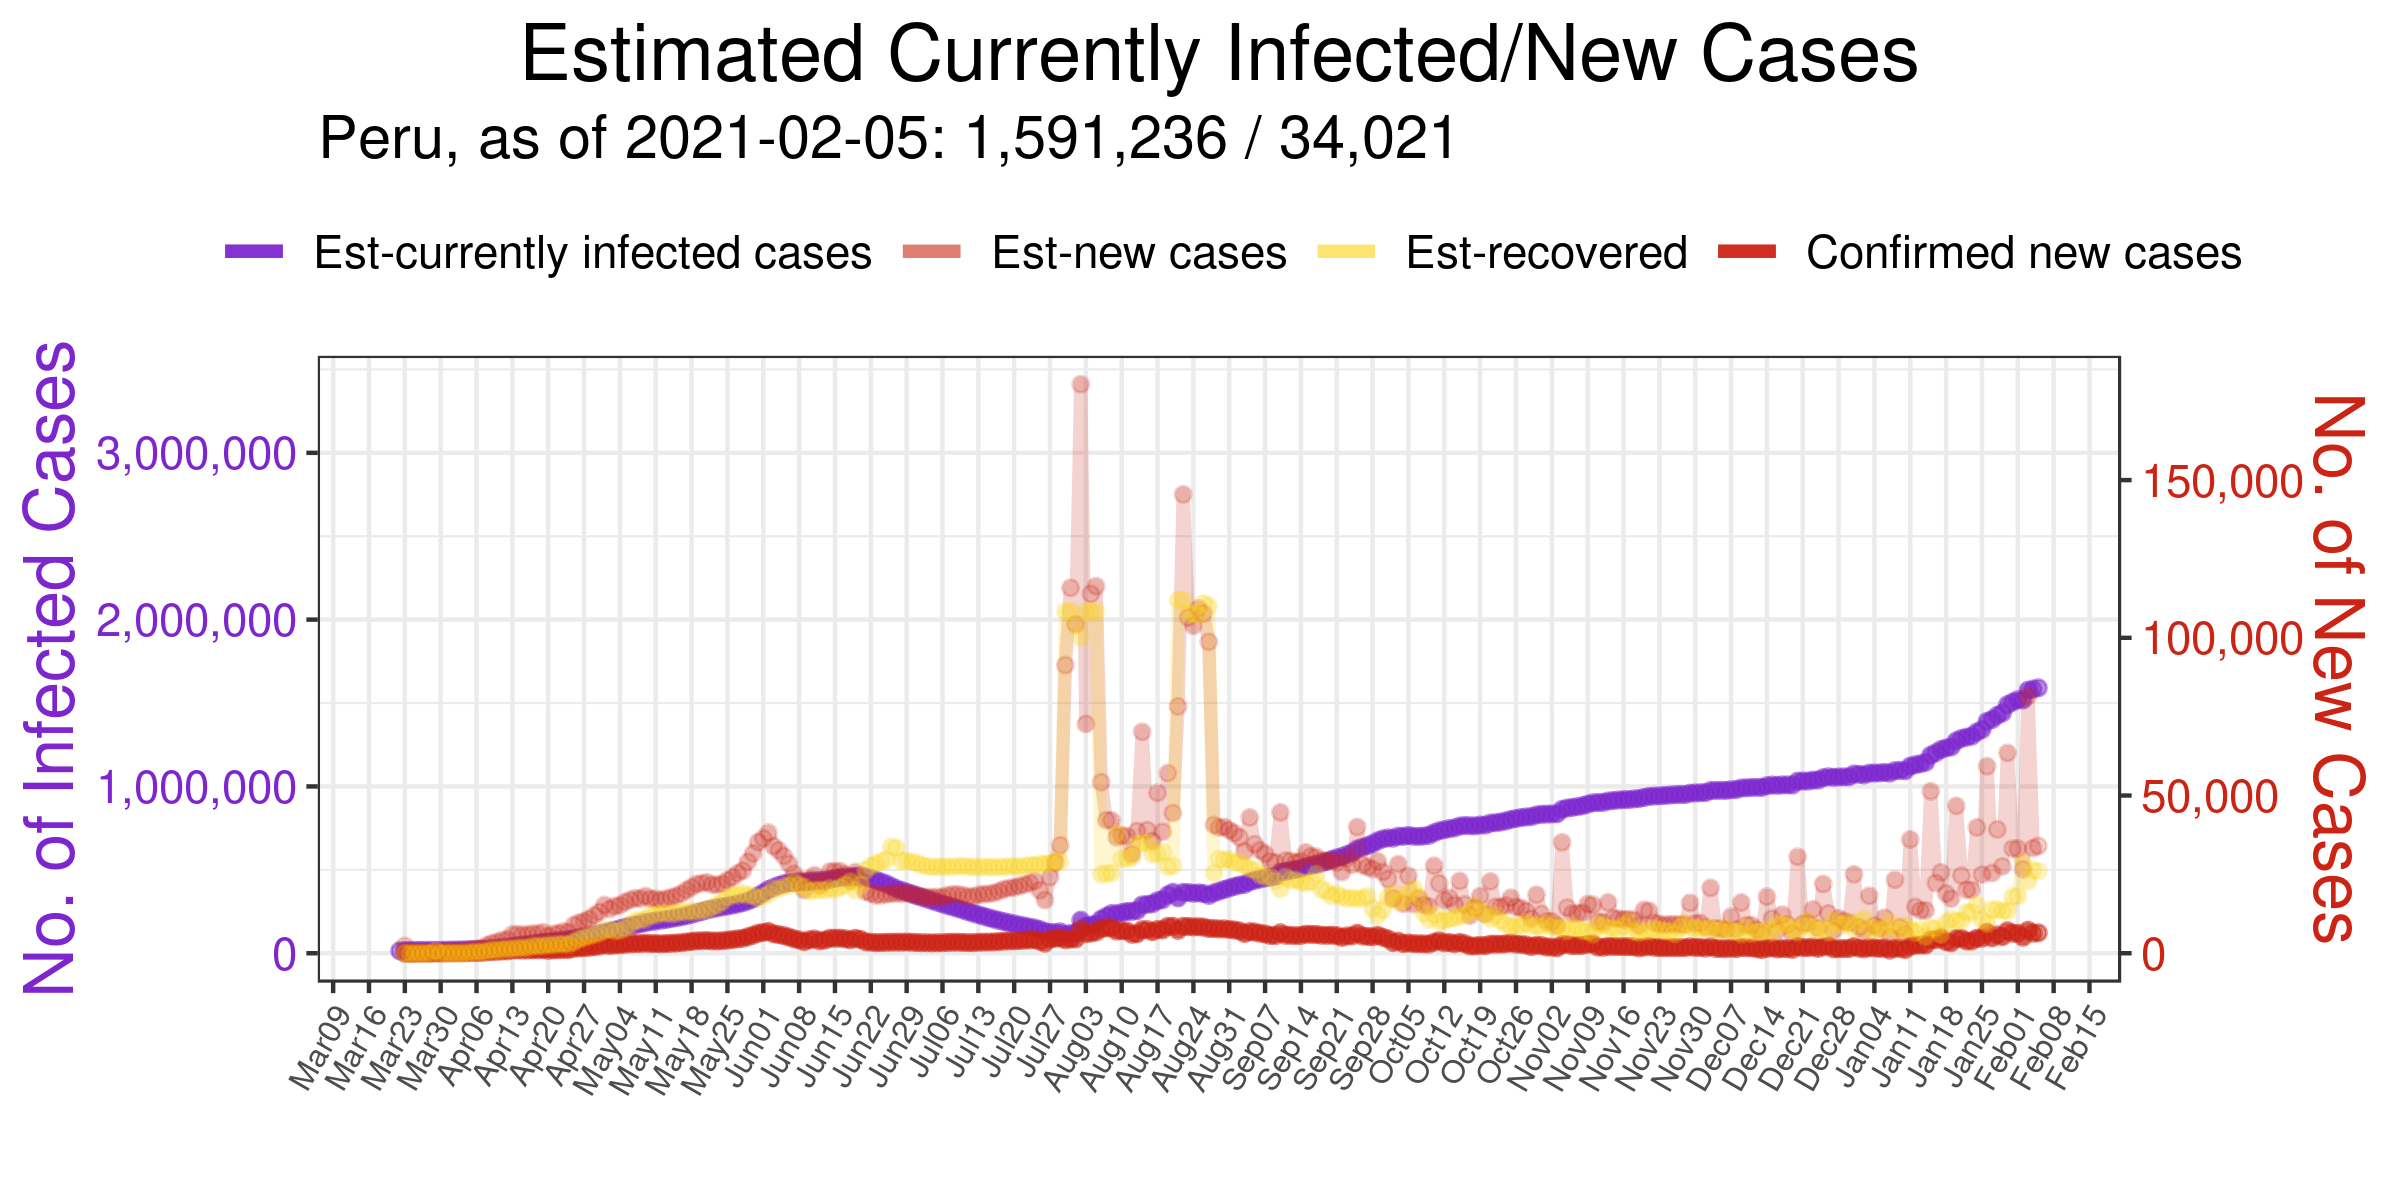 Estimated Currently Infected/New Cases
Peru, as of 2021-02-05: 1,591,236 / 34,021
Est-currently infected cases Est-new cases Est-recovered Confirmed new cases
No. of Infected Cases
3,000,000
2,000,000
1,000,000
0
150,000
100,000
50,000
0
No. of New Cases
Mar09 Mar16 Mar23 Mar30 Apr06 Apr13 Apr20 Apr27 May04 May11 May18 May25 Jun01 Jun08 Jun15 Jun22 Jun29 Jul06 Jul13 Jul20 Jul27 Aug03 Aug10 Aug17 Aug24 Aug31 Sep07 Sep14 Sep21 Sep28 Oct05 Oct12 Oct19 Oct26 Nov02 Nov09 Nov16 Nov23 Nov30 Dec07 Dec14 Dec21 Dec28 Jan04 Jan11 Jan18 Jan25 Feb01 Feb08 Feb15